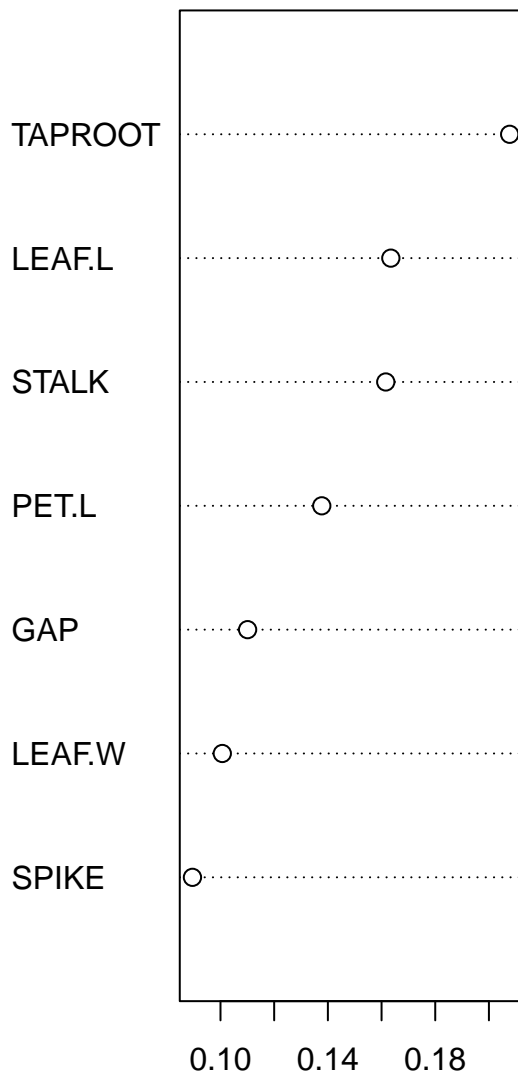 TAPROOT
LEAF.L
STALK
PET.L
GAP
LEAF.W
SPIKE
0.10 0.14 0.18